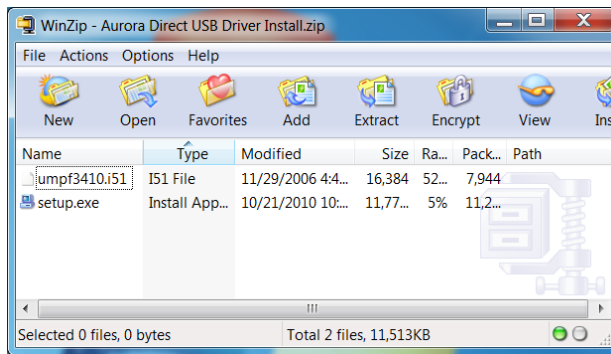 WinZip - Aurora Direct USB Driver Install.zip
File Actions Options Help
New Open Favorites Add Extract Encrypt View Ins
Name Type Modified Size Ra... Pack... Path
umpf3410.i51 I51 File 11/29/2006 4:4... 16,384 52... 7,944
setup.exe Install App... 10/21/2010 10:... 11,77... 5% 11,2...
Selected 0 files, 0 bytes Total 2 files, 11,513KB